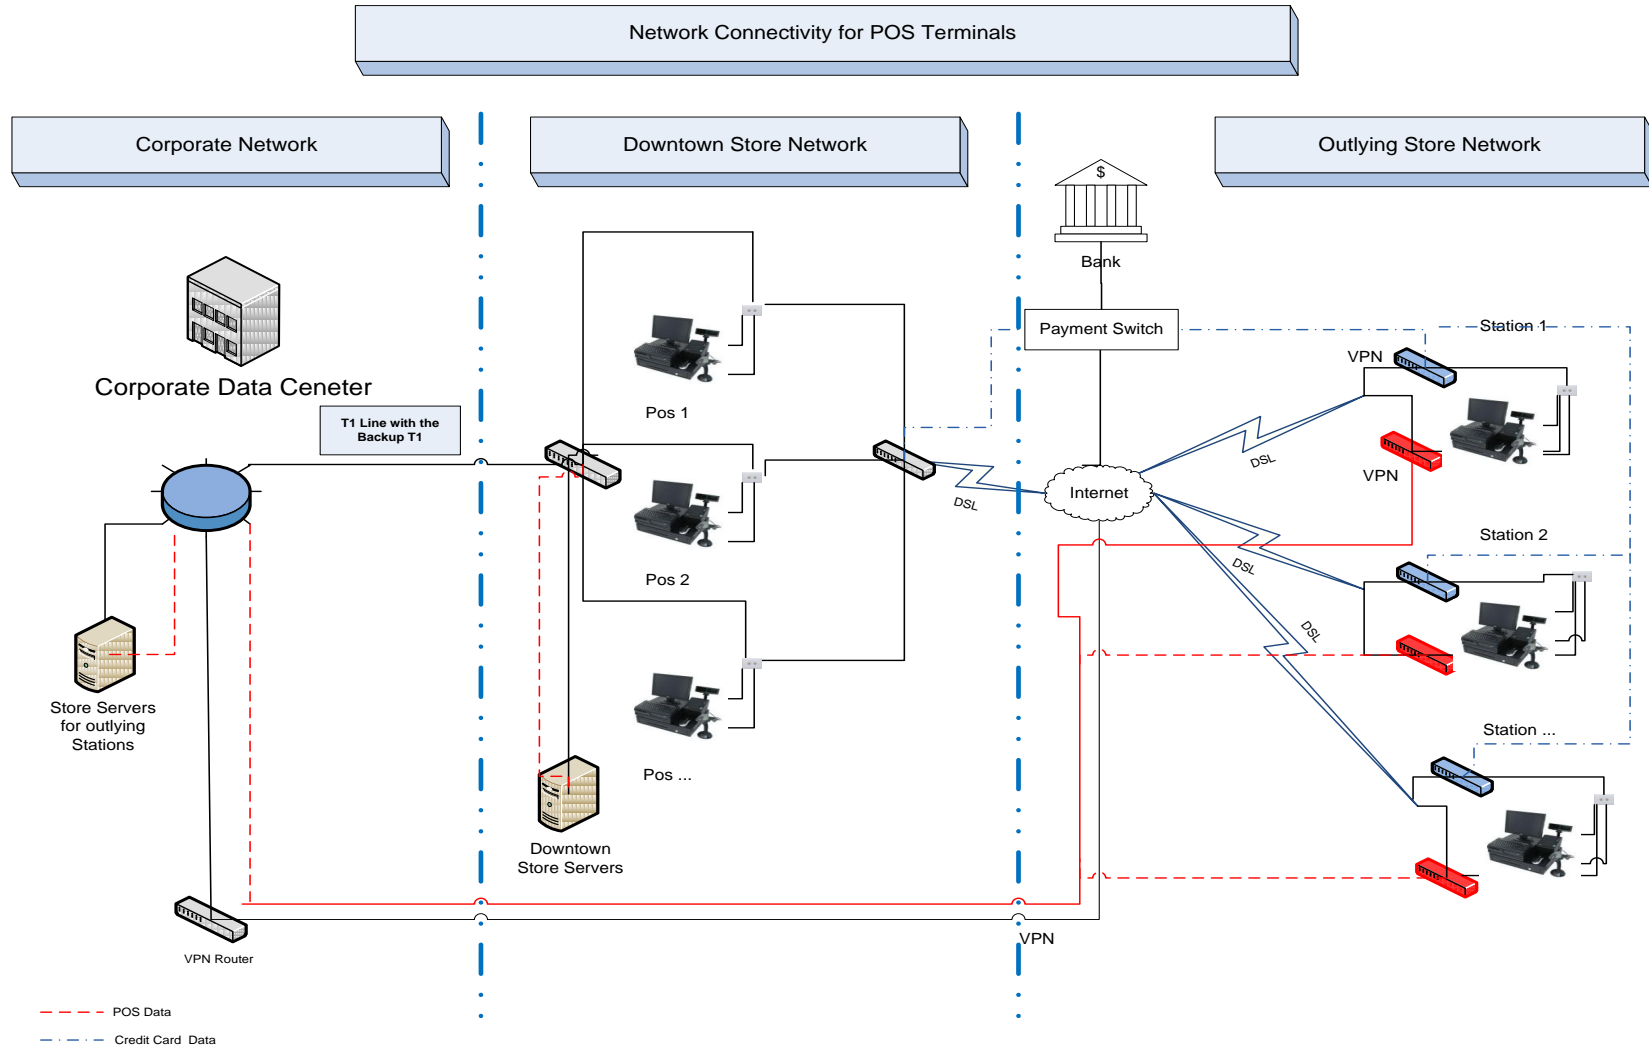 Network Connectivity for POS Terminals
Corporate Network
Downtown Store Network
Outlying Store Network
$
Bank
Payment Switch
Station 1
VPN
Corporate Data Ceneter
T1 Line with the
Backup T1
Pos 1
DSL
VPN
Internet
DSL
Station 2
DSL
Pos 2
DSL
Store Servers
for outlying
Stations
Station ...
Pos ...
Downtown
Store Servers
VPN
VPN Router
POS Data
Credit Card Data